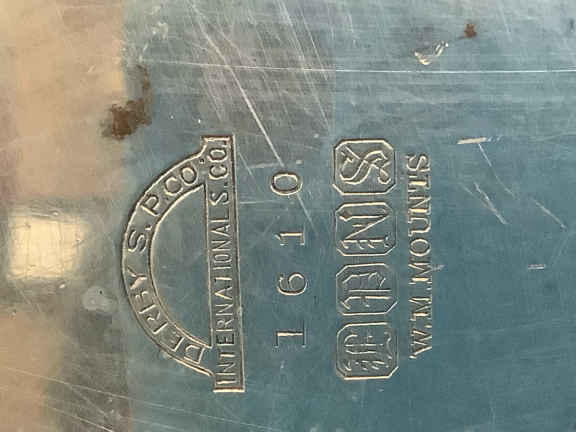 DERBY S. P. CO.
INTERNATIONAL S. CO.
1610
E P N S
W.M. MOUNTS